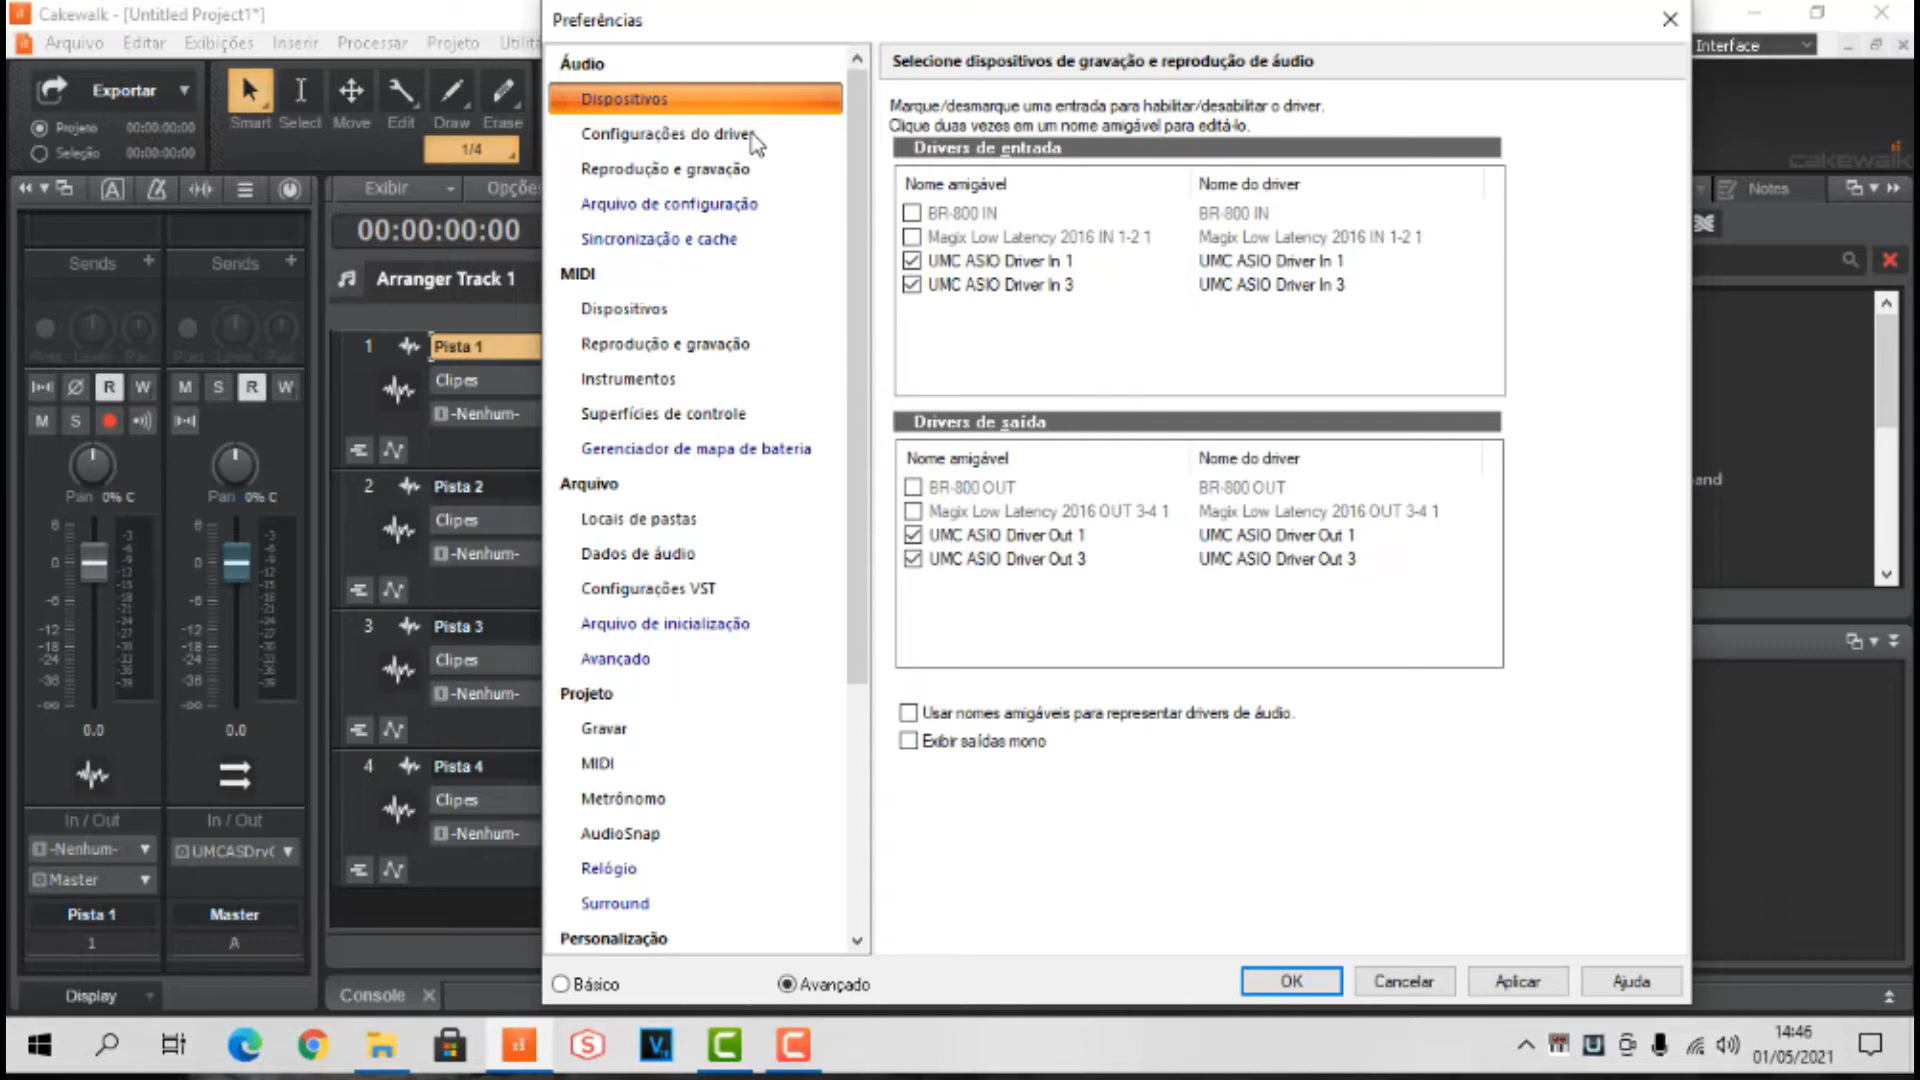 Cakewalk - [Untitled Project1*]
Arquivo Editar Exibições Inserir Processar Projeto
Exportar
Projeto 00:00:00:00
Seleção 00:00:00:00
Smart Select Move Edit Draw Erase
1/4
Exibir
00:00:00:00
Arranger Track 1
Sends + Sends +
1 Pista 1
Clipes
-Nenhum-
M S R W
R W
M S
Pan 0% C Pan 0% C
2 Pista 2
Clipes
-Nenhum-
3 Pista 3
Clipes
-Nenhum-
4 Pista 4
Clipes
-Nenhum-
0.0 0.0
In / Out In / Out
-Nenhum-
Master
Pista 1 Master
1 A
Display
Console
Preferências
Áudio
Dispositivos
Configurações do driver
Reprodução e gravação
Arquivo de configuração
Sincronização e cache
MIDI
Dispositivos
Reprodução e gravação
Instrumentos
Superfícies de controle
Gerenciador de mapa de bateria
Arquivo
Locais de pastas
Dados de áudio
Configurações VST
Arquivo de inicialização
Avançado
Projeto
Gravar
MIDI
Metrônomo
AudioSnap
Relógio
Surround
Personalização
Básico Avançado
Selecione dispositivos de gravação e reprodução de áudio
Marque/desmarque uma entrada para habilitar/desabilitar o driver.
Clique duas vezes em um nome amigável para editá-lo.
Drivers de entrada
Nome amigável Nome do driver
BR-800 IN BR-800 IN
Magix Low Latency 2016 IN 1-2 1 Magix Low Latency 2016 IN 1-2 1
UMC ASIO Driver In 1 UMC ASIO Driver In 1
UMC ASIO Driver In 3 UMC ASIO Driver In 3
Drivers de saída
Nome amigável Nome do driver
BR-800 OUT BR-800 OUT
Magix Low Latency 2016 OUT 3-4 1 Magix Low Latency 2016 OUT 3-4 1
UMC ASIO Driver Out 1 UMC ASIO Driver Out 1
UMC ASIO Driver Out 3 UMC ASIO Driver Out 3
Usar nomes amigáveis para representar drivers de áudio.
Exibir saídas mono
OK Cancelar Aplicar Ajuda
Interface
cakewalk
Notes
14:46
01/05/2021